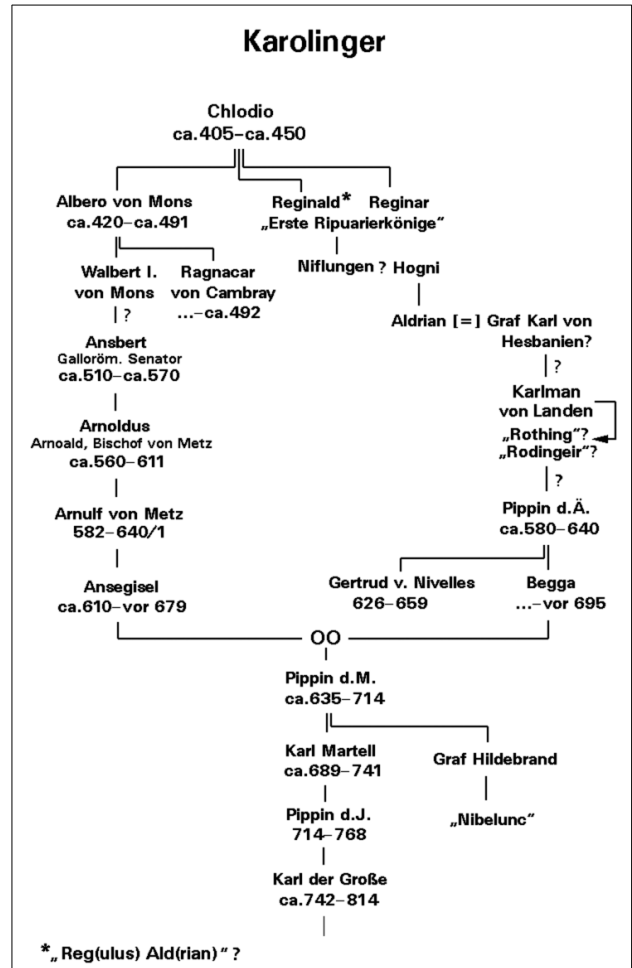 Karolinger
Chlodio
ca.405–ca.450
Albero von Mons
ca.420–ca.491
Reginald* Reginar
„Erste Ripuarierkönige“
Walbert I.
von Mons
Ragnacar
von Cambray
...–ca.492
Niflungen ? Hogni
?
Aldrian [=] Graf Karl von
Hesbanien?
Ansbert
Galloröm. Senator
ca.510–ca.570
?
Karlman
von Landen
„Rothing“?
„Rodingeir“?
Arnoldus
Arnoald, Bischof von Metz
ca.560–611
?
Arnulf von Metz
582–640/1
Pippin d.Ä.
ca.580–640
Ansegisel
ca.610–vor 679
Gertrud v. Nivelles
626–659
Begga
...–vor 695
OO
Pippin d.M.
ca.635–714
Karl Martell
ca.689–741
Graf Hildebrand
Pippin d.J.
714–768
„Nibelunc“
Karl der Große
ca.742–814
*„ Reg(ulus) Ald(rian) “ ?